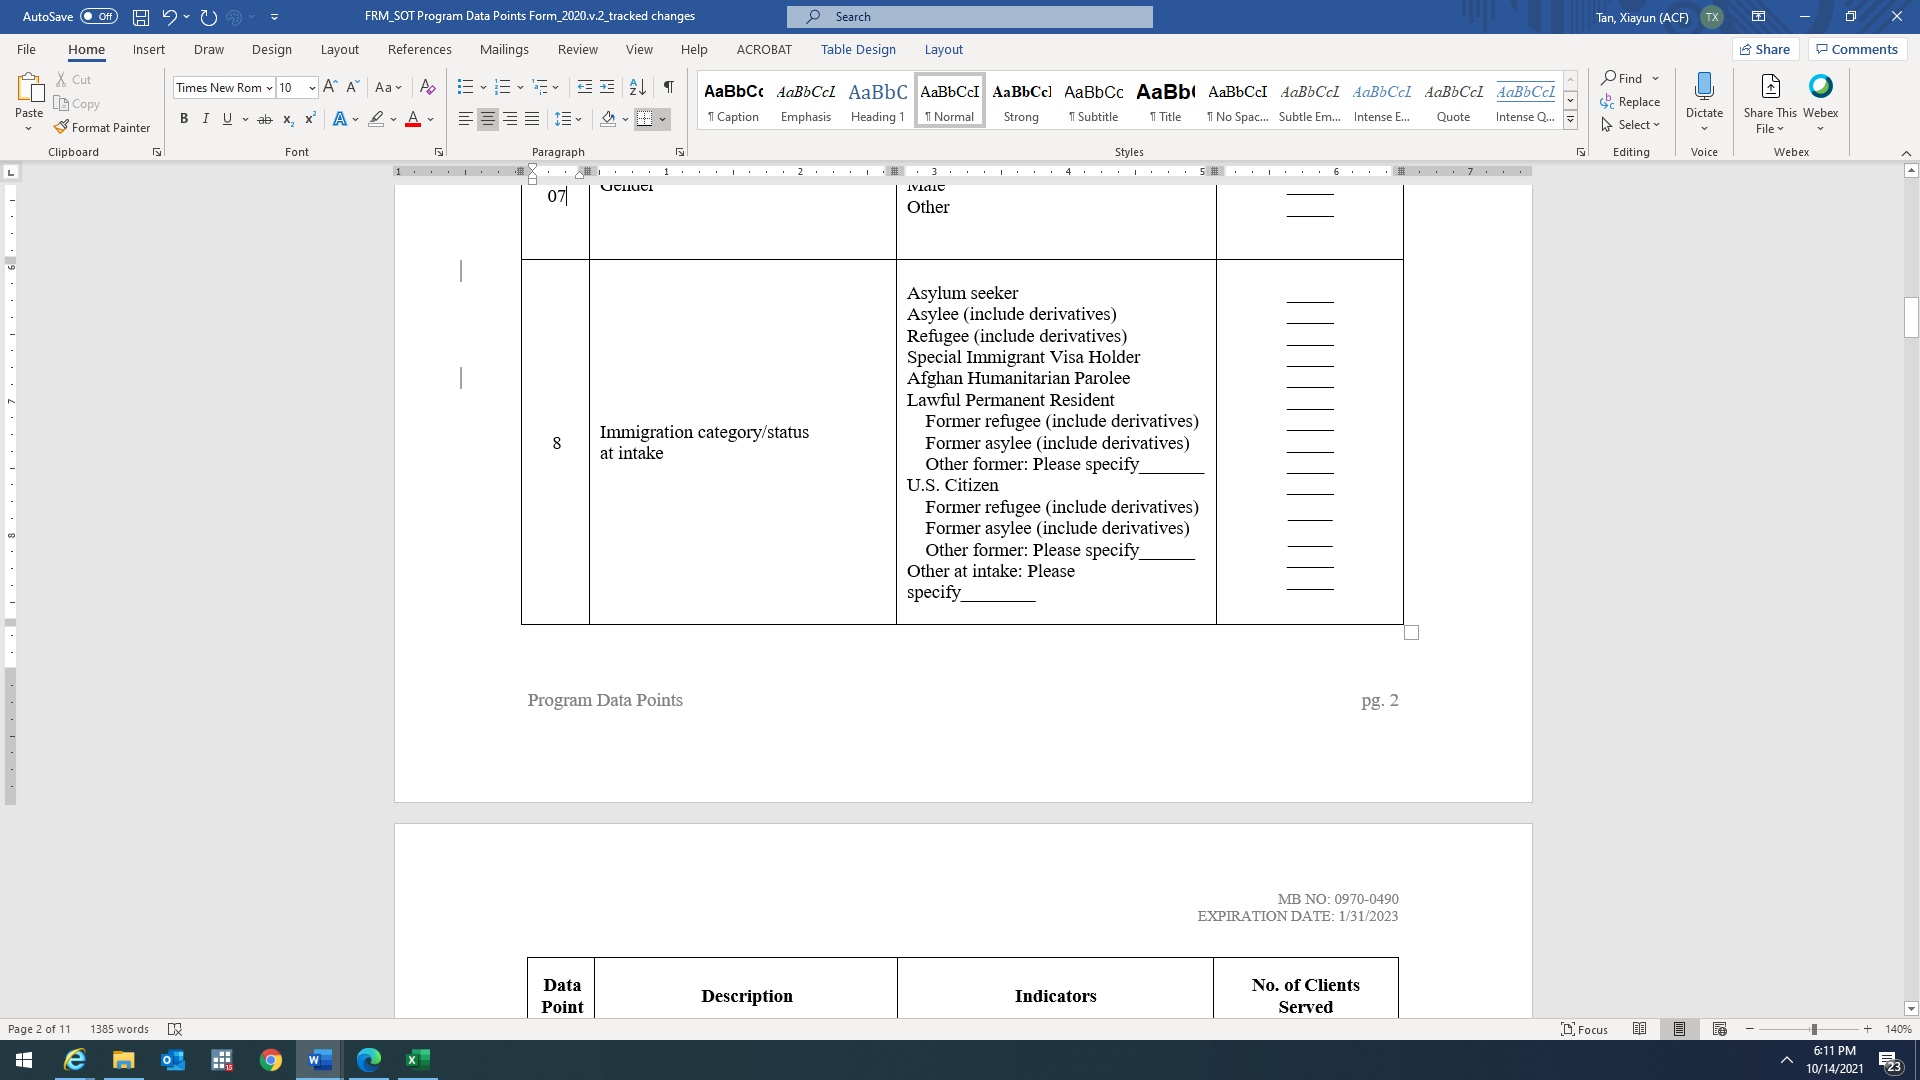 AutoSave Off
FRM_SOT Program Data Points Form_2020.v.2_tracked changes
Search
Tan, Xiayun (ACF) TX
File Home Insert Draw Design Layout References Mailings Review View Help ACROBAT Table Design Layout
Share Comments
Paste
Cut
Copy
Format Painter
Clipboard
Times New Rom 10
Font
Paragraph
AaBbCc AaBbCcL AaBbC AaBbCcI AaBbCcl AaBbCc AaBb( AaBbCcI AaBbCcL AaBbCcL AaBbCcL AaBbCcL
¶ Caption Emphasis Heading 1 ¶ Normal Strong ¶ Subtitle ¶ Title ¶ No Spac... Subtle Em... Intense E... Quote Intense Q...
Styles
Find
Replace
Select
Editing
Dictate
Voice
Share This File
Webex
Webex
1 1 2 3 4 5 6 7
07
Gender
Male
Other
8
Immigration category/status
at intake
Asylum seeker
Asylee (include derivatives)
Refugee (include derivatives)
Special Immigrant Visa Holder
Afghan Humanitarian Parolee
Lawful Permanent Resident
Former refugee (include derivatives)
Former asylee (include derivatives)
Other former: Please specify_______
U.S. Citizen
Former refugee (include derivatives)
Former asylee (include derivatives)
Other former: Please specify______
Other at intake: Please
specify________
Program Data Points
pg. 2
MB NO: 0970-0490
EXPIRATION DATE: 1/31/2023
Data
Point
Description
Indicators
No. of Clients
Served
Page 2 of 11 1385 words
Focus
140%
6:11 PM
10/14/2021
23